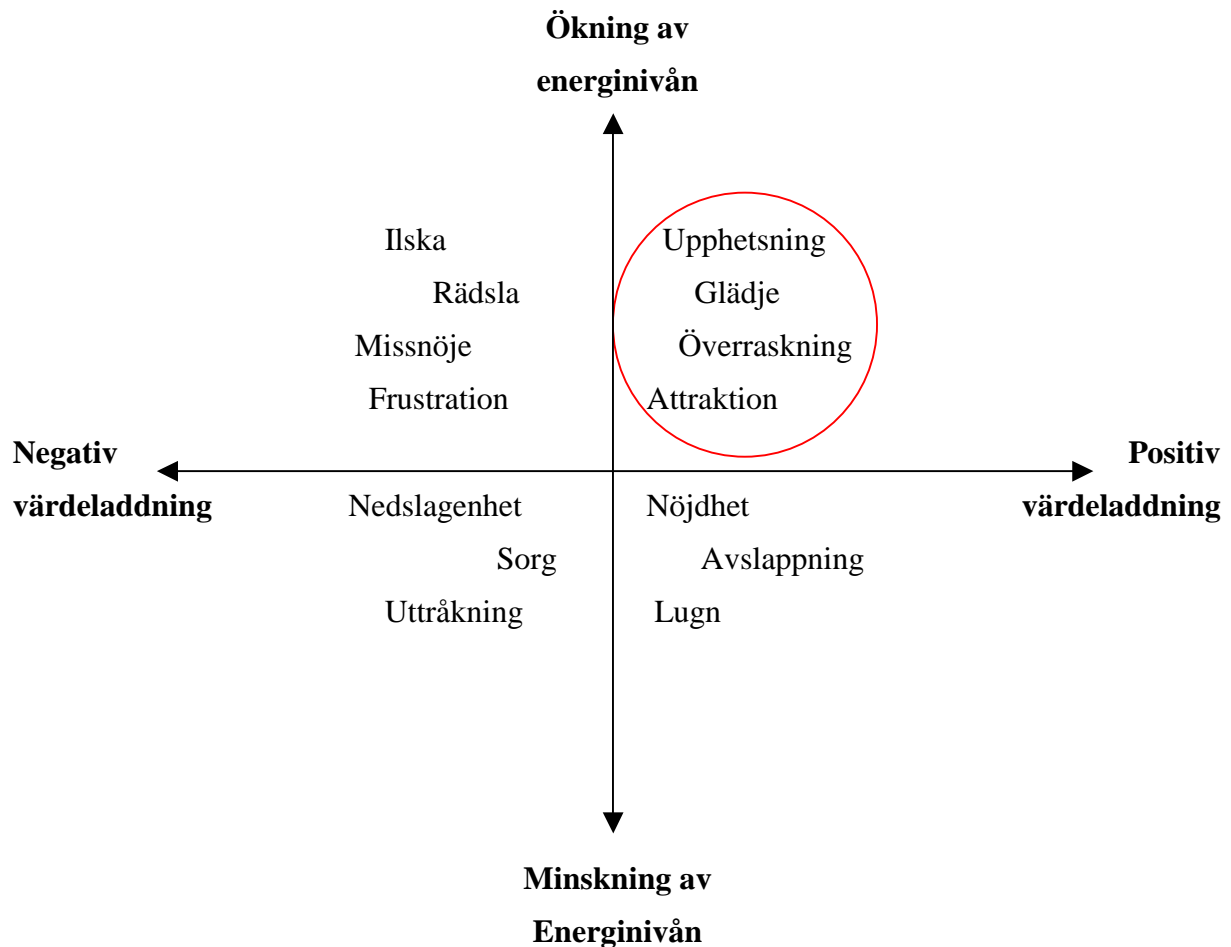 Ökning av
energinivån
Ilska
Upphetsning
Rädsla
Glädje
Missnöje
Överraskning
Frustration
Attraktion
Negativ
värdeladdning
Positiv
värdeladdning
Nedslagenhet
Nöjdhet
Sorg
Avslappning
Uttråkning
Lugn
Minskning av
Energinivån